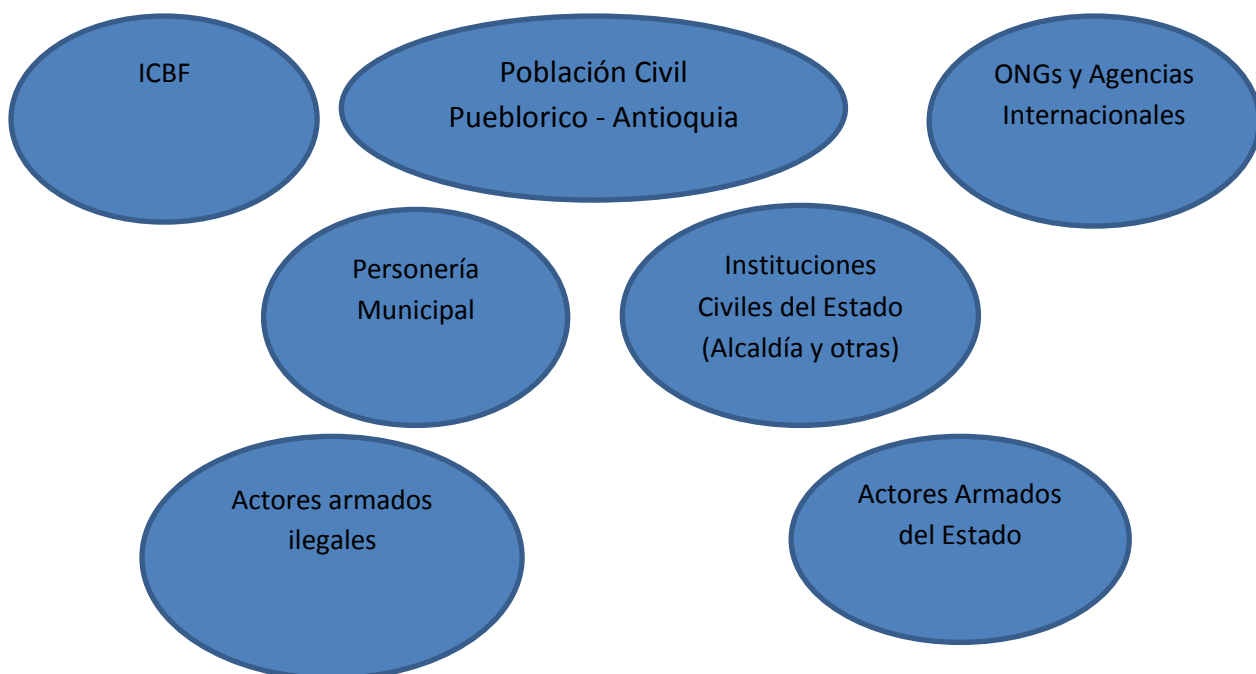 ICBF
Población Civil
Pueblorico - Antioquia
ONGs y Agencias
Internacionales
Personería
Municipal
Instituciones
Civiles del Estado
(Alcaldía y otras)
Actores armados
ilegales
Actores Armados
del Estado